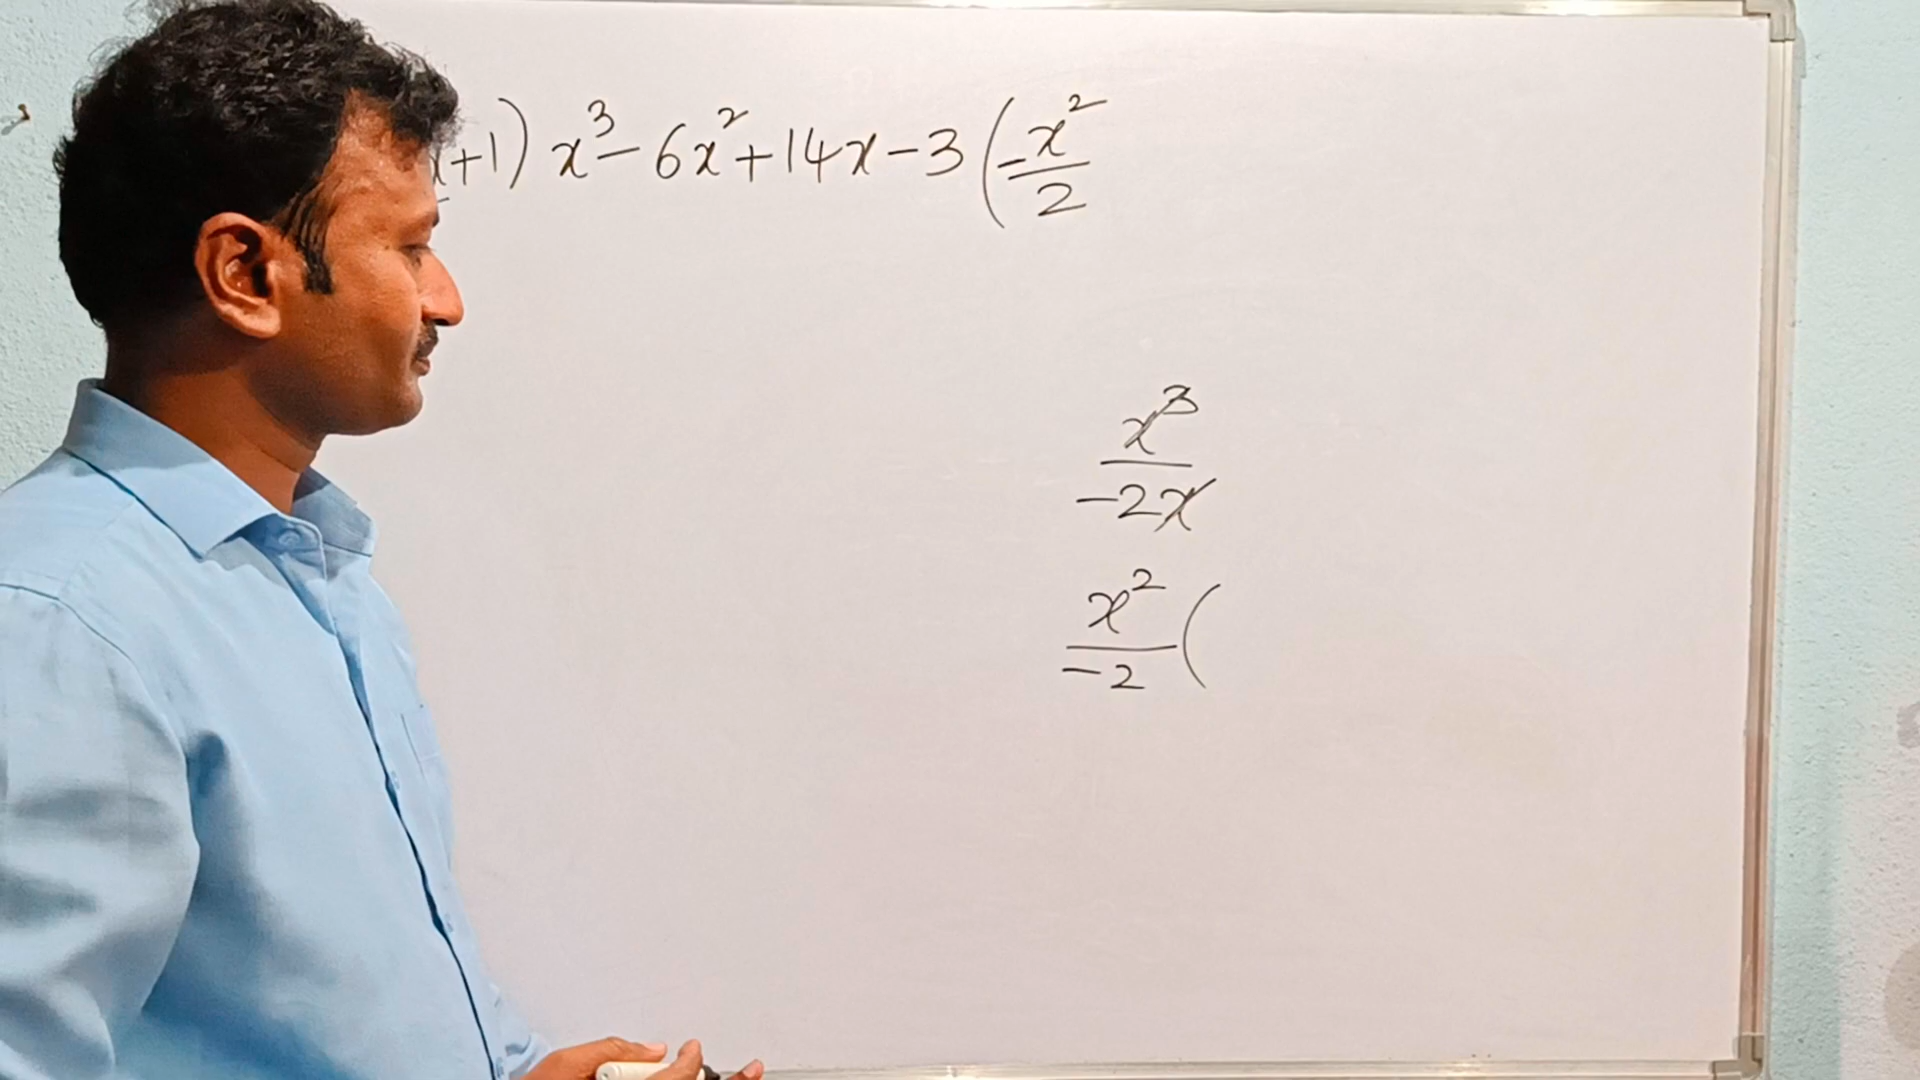 x+1) x³ - 6x² + 14x - 3 (-x²/2
x³/-2x
x²/-2 (